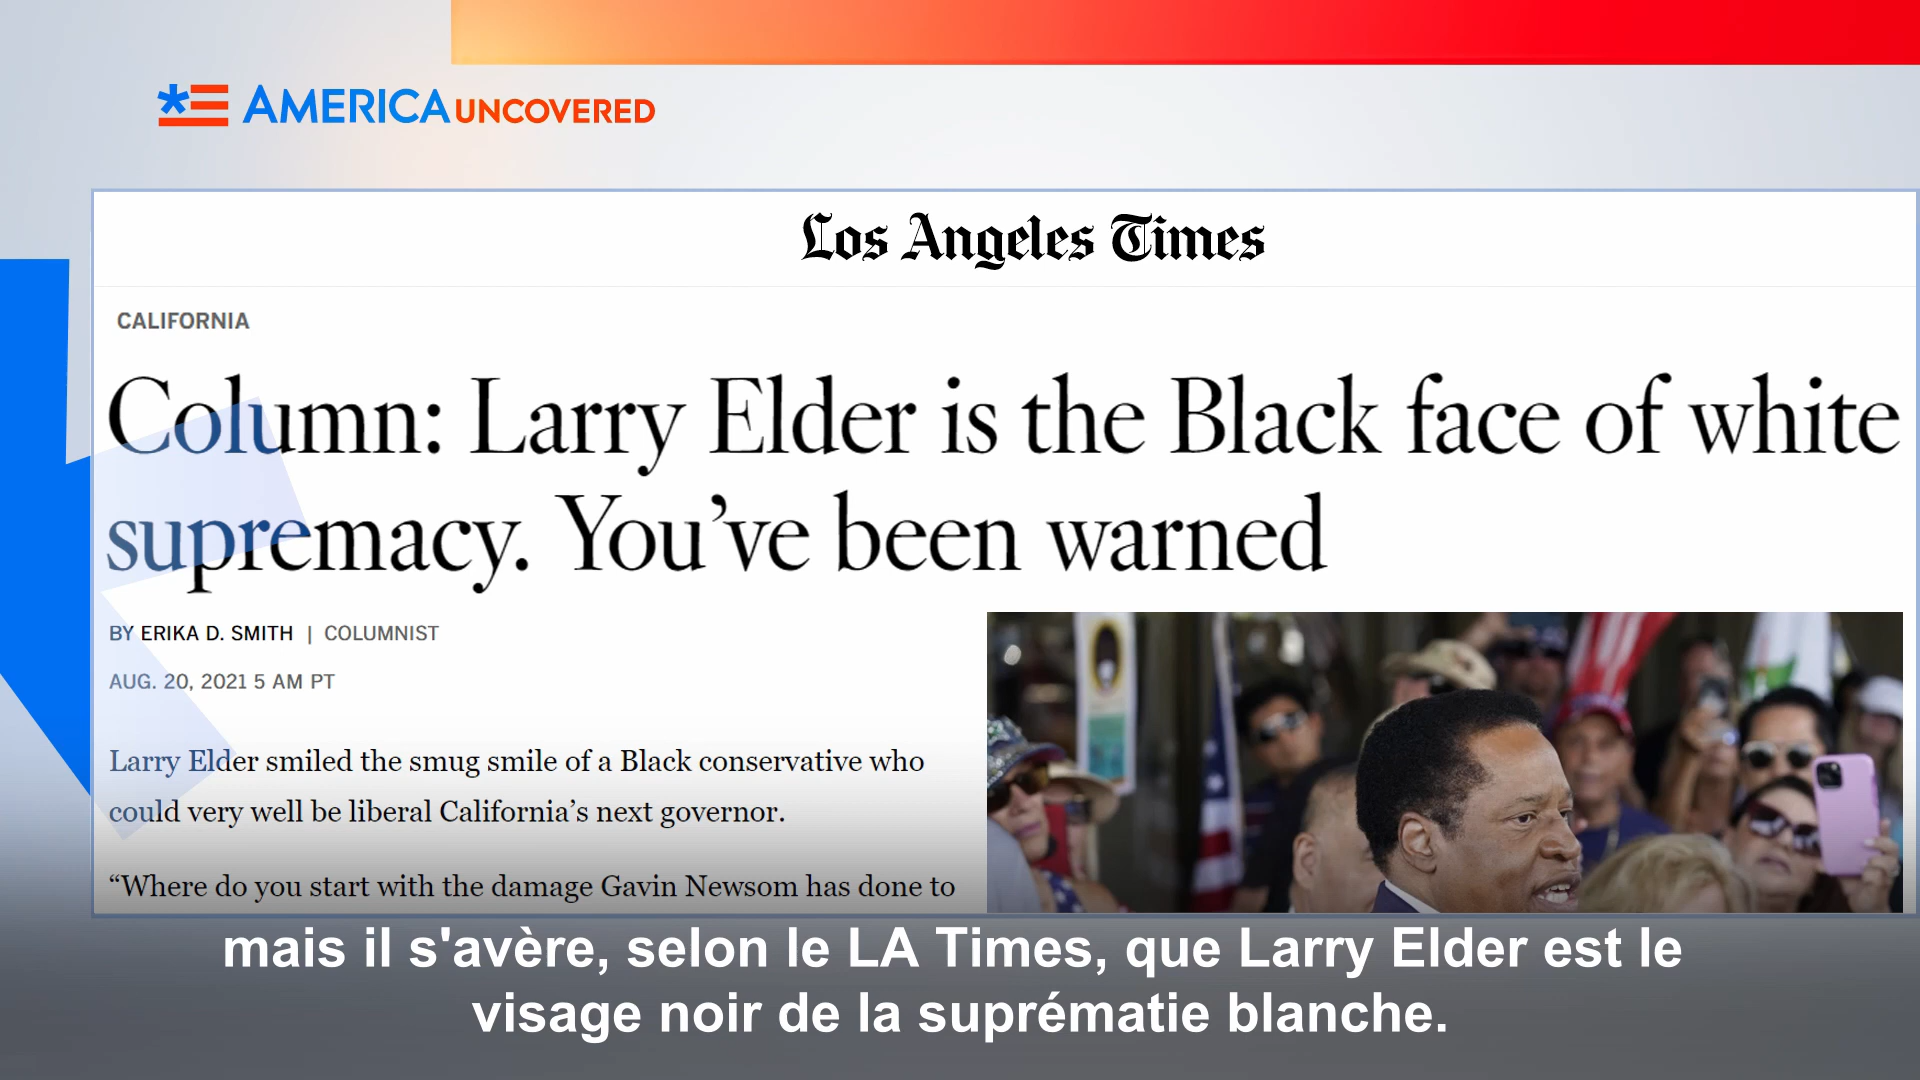 AMERICA UNCOVERED
Los Angeles Times
CALIFORNIA
Column: Larry Elder is the Black face of white
supremacy. You’ve been warned
BY ERIKA D. SMITH | COLUMNIST
AUG. 20, 2021 5 AM PT
Larry Elder smiled the smug smile of a Black conservative who
could very well be liberal California’s next governor.
“Where do you start with the damage Gavin Newsom has done to
mais il s'avère, selon le LA Times, que Larry Elder est le
visage noir de la suprématie blanche.